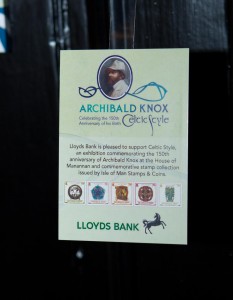 ARCHIBALD KNOX
Celebrating the 150th
Anniversary of his Birth
Celtic Style
Lloyds Bank is pleased to support Celtic Style,
an exhibition commemorating the 150th
anniversary of Archibald Knox at the House of
Manannan and commemorative stamp collection
issued by Isle of Man Stamps & Coins.
LLOYDS BANK